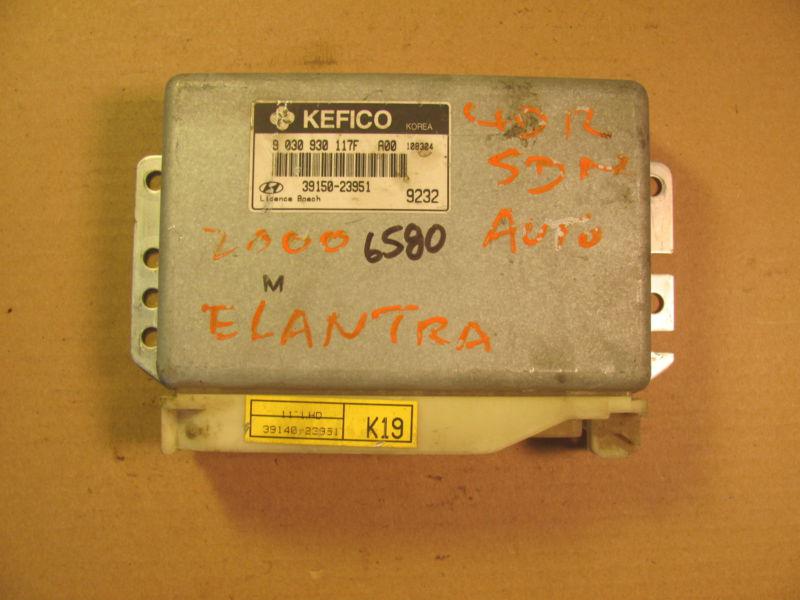 KEFICO KOREA
9 030 930 117F A00 108304
39150-23951
Licence Bosch 9232
4DR
SDN
AUTO
2000 6580
M
ELANTRA
39140-23951 K19